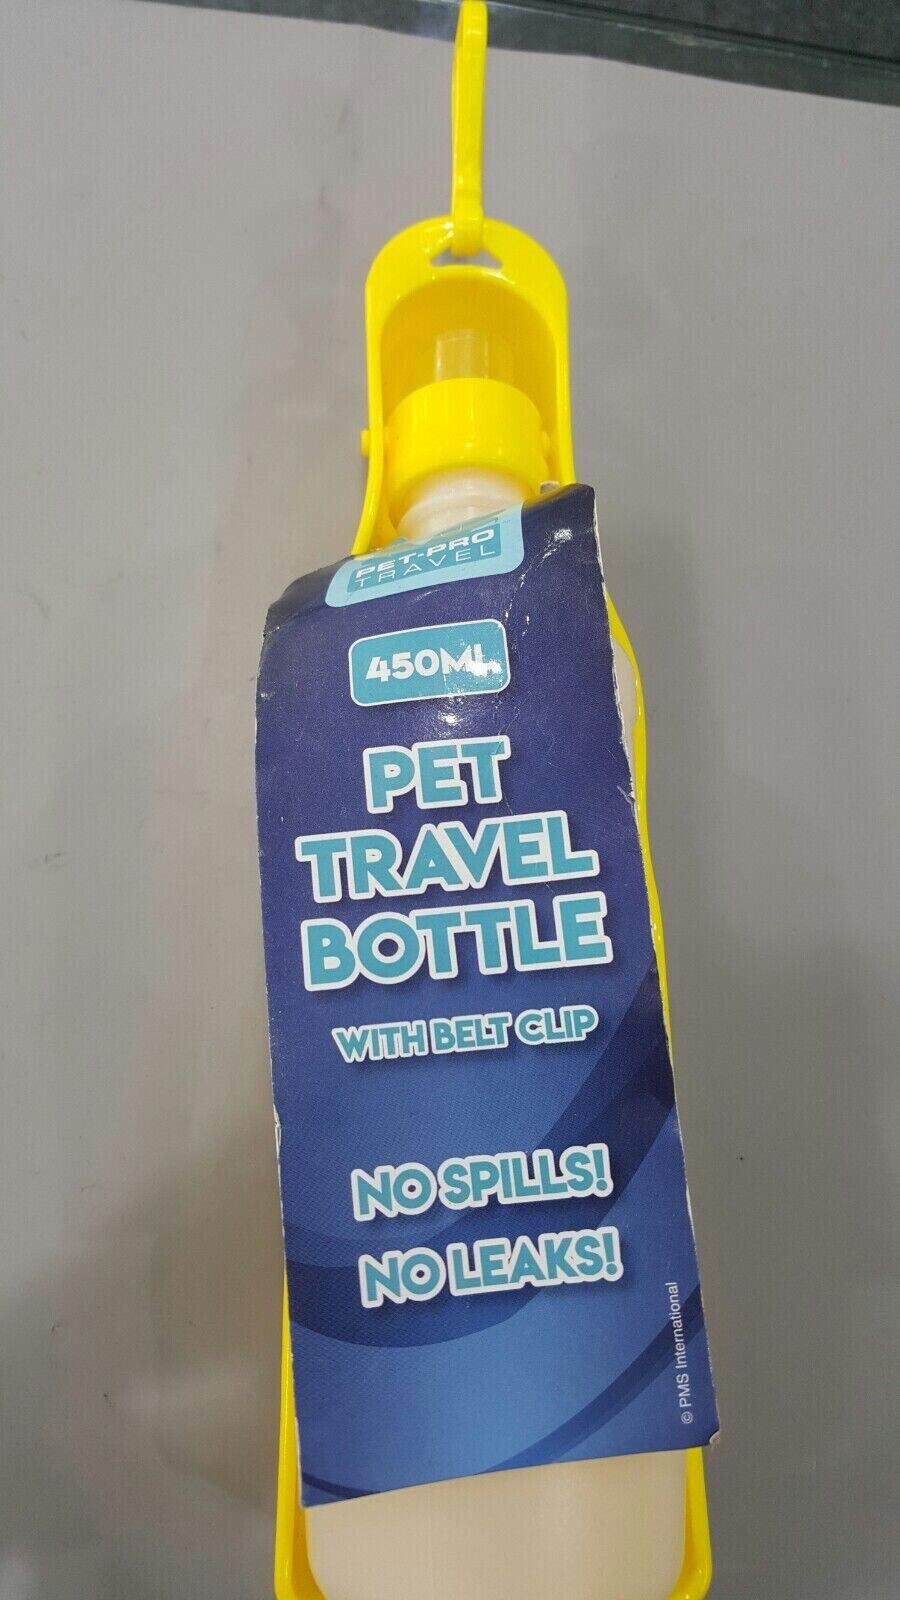 PET-PRO
TRAVEL
450ML
PET
TRAVEL
BOTTLE
WITH BELT CLIP
NO SPILLS!
NO LEAKS!
© PMS International